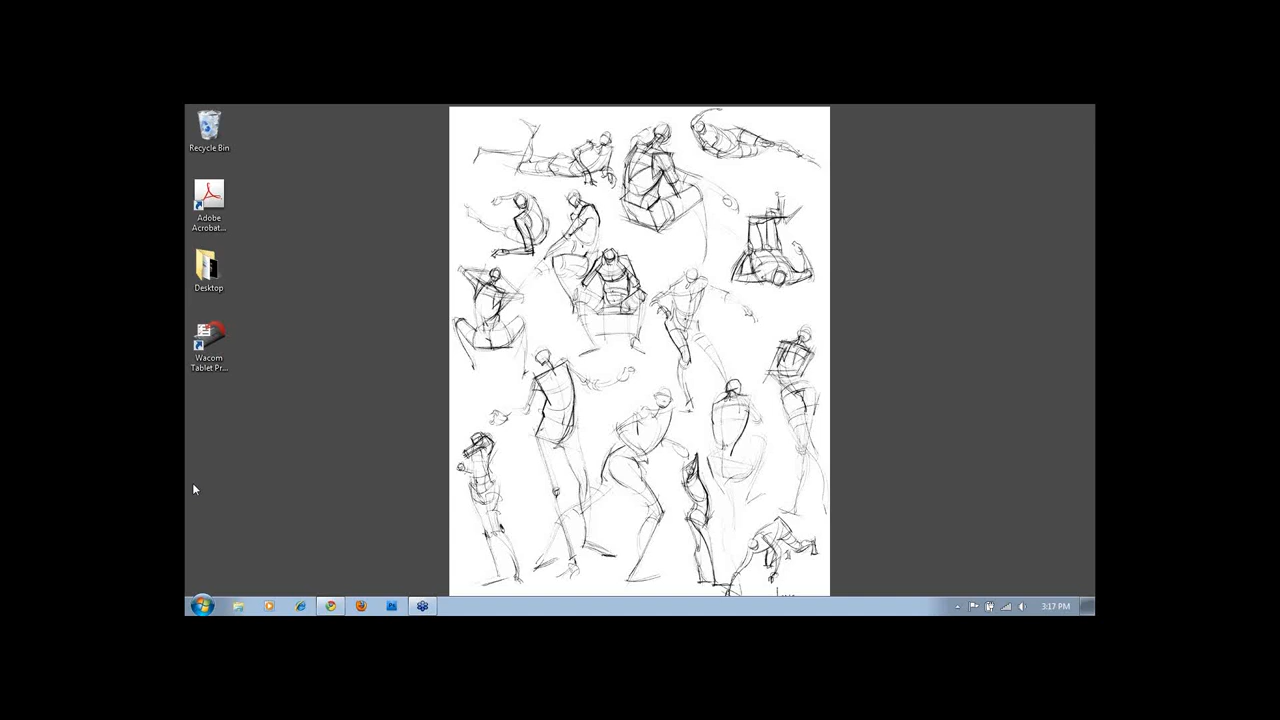 Recycle Bin
Adobe
Acrobat...
Desktop
Wacom
Tablet Pr...
3:17 PM